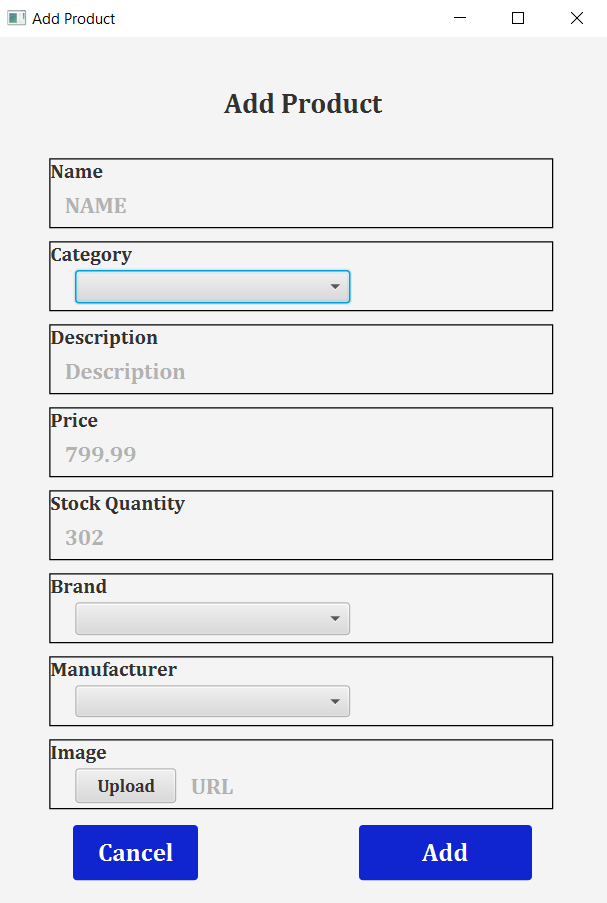 Add Product
Add Product
Name
NAME
Category
Description
Description
Price
799.99
Stock Quantity
302
Brand
Manufacturer
Image
Upload URL
Cancel Add